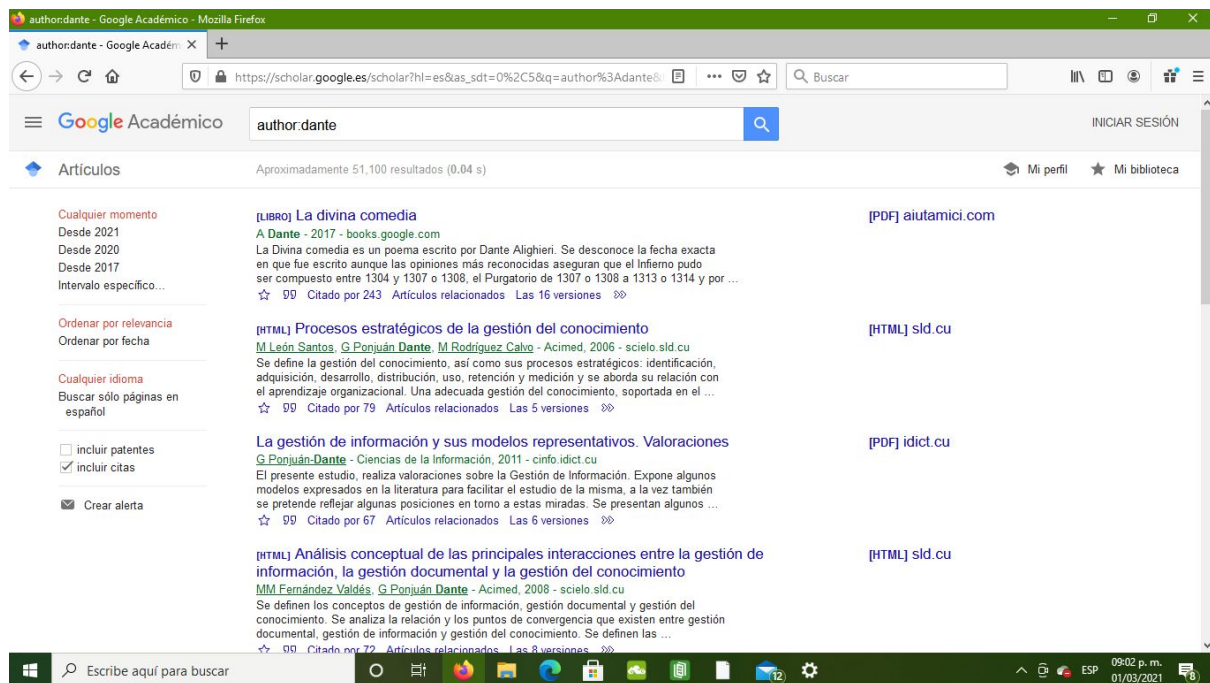 author:dante - Google Académico - Mozilla Firefox
author:dante - Google Académ
https://scholar.google.es/scholar?hl=es&as_sdt=0%2C5&q=author%3Adante&
Buscar
Google Académico
author:dante
INICIAR SESIÓN
Artículos
Aproximadamente 51,100 resultados (0.04 s)
Mi perfil
Mi biblioteca
Cualquier momento
Desde 2021
Desde 2020
Desde 2017
Intervalo específico...
Ordenar por relevancia
Ordenar por fecha
Cualquier idioma
Buscar sólo páginas en
español
incluir patentes
incluir citas
Crear alerta
[LIBRO] La divina comedia
A Dante - 2017 - books.google.com
La Divina comedia es un poema escrito por Dante Alighieri. Se desconoce la fecha exacta
en que fue escrito aunque las opiniones más reconocidas aseguran que el Infierno pudo
ser compuesto entre 1304 y 1307 o 1308, el Purgatorio de 1307 o 1308 a 1313 o 1314 y por ...
Citado por 243 Artículos relacionados Las 16 versiones
[PDF] aiutamici.com
[HTML] Procesos estratégicos de la gestión del conocimiento
M León Santos, G Ponjuán Dante, M Rodríguez Calvo - Acimed, 2006 - scielo.sld.cu
Se define la gestión del conocimiento, así como sus procesos estratégicos: identificación,
adquisición, desarrollo, distribución, uso, retención y medición y se aborda su relación con
el aprendizaje organizacional. Una adecuada gestión del conocimiento, soportada en el ...
Citado por 79 Artículos relacionados Las 5 versiones
[HTML] sld.cu
La gestión de información y sus modelos representativos. Valoraciones
G Ponjuán-Dante - Ciencias de la Información, 2011 - cinfo.idict.cu
El presente estudio, realiza valoraciones sobre la Gestión de Información. Expone algunos
modelos expresados en la literatura para facilitar el estudio de la misma, a la vez también
se pretende reflejar algunas posiciones en torno a estas miradas. Se presentan algunos ...
Citado por 67 Artículos relacionados Las 6 versiones
[PDF] idict.cu
[HTML] Análisis conceptual de las principales interacciones entre la gestión de
información, la gestión documental y la gestión del conocimiento
MM Fernández Valdés, G Ponjuán Dante - Acimed, 2008 - scielo.sld.cu
Se definen los conceptos de gestión de información, gestión documental y gestión del
conocimiento. Se analiza la relación y los puntos de convergencia que existen entre gestión
documental, gestión de información y gestión del conocimiento. Se definen las ...
Citado por 72 Artículos relacionados Las 8 versiones
[HTML] sld.cu
Escribe aquí para buscar
12
ESP
09:02 p. m.
01/03/2021
8